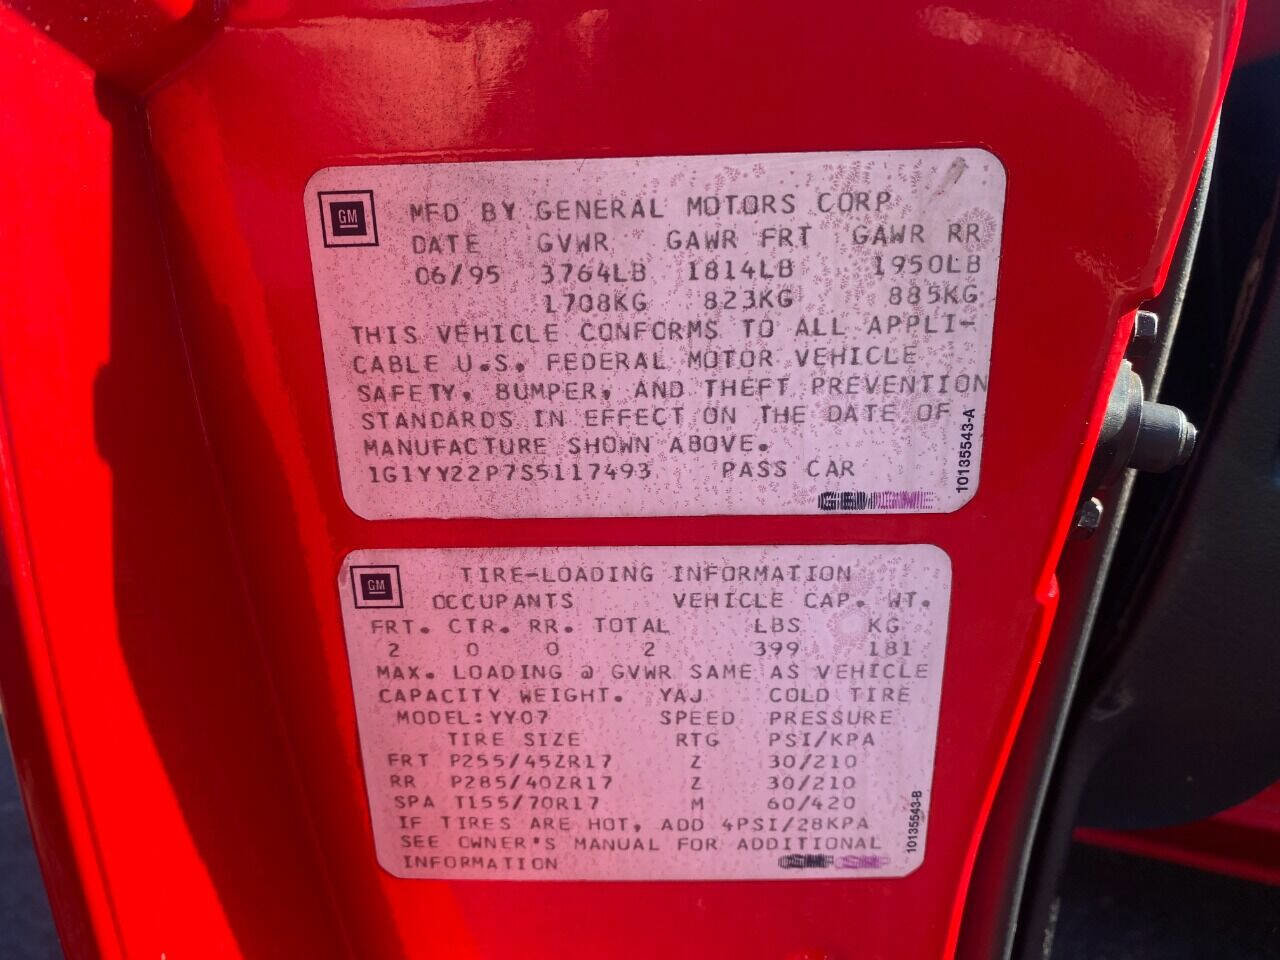 GM
MFD BY GENERAL MOTORS CORP
DATE GVWR GAWR FRT GAWR RR
06/95 3764LB 1814LB 1950LB
1708KG 823KG 885KG
THIS VEHICLE CONFORMS TO ALL APPLI-
CABLE U.S. FEDERAL MOTOR VEHICLE
SAFETY, BUMPER, AND THEFT PREVENTION
STANDARDS IN EFFECT ON THE DATE OF
MANUFACTURE SHOWN ABOVE.
1G1YY22P7S5117493 PASS CAR
10135543-A
GM
TIRE-LOADING INFORMATION
OCCUPANTS VEHICLE CAP. WT.
FRT. CTR. RR. TOTAL LBS KG
2 0 0 2 399 181
MAX. LOADING @ GVWR SAME AS VEHICLE
CAPACITY WEIGHT. YAJ COLD TIRE
MODEL:YY07 SPEED PRESSURE
TIRE SIZE RTG PSI/KPA
FRT P255/45ZR17 Z 30/210
RR P285/40ZR17 Z 30/210
SPA T155/70R17 M 60/420
IF TIRES ARE HOT, ADD 4PSI/28KPA
SEE OWNER'S MANUAL FOR ADDITIONAL
INFORMATION
10135543-B